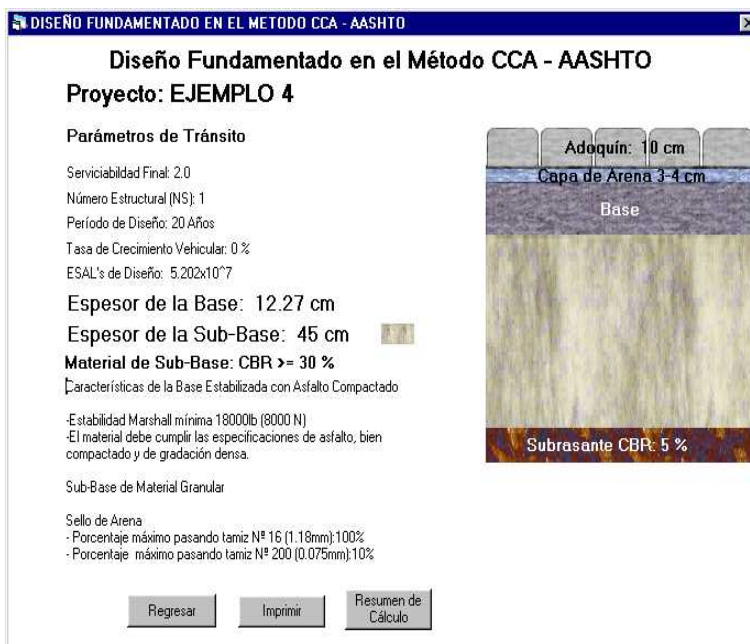 DISEÑO FUNDAMENTADO EN EL METODO CCA - AASHTO
Diseño Fundamentado en el Método CCA - AASHTO
Proyecto: EJEMPLO 4
Parámetros de Tránsito
Serviciabildad Final: 2.0
Número Estructural (NS): 1
Período de Diseño: 20 Años
Tasa de Crecimiento Vehicular: 0 %
ESAL's de Diseño: 5.202x10^7
Espesor de la Base: 12.27 cm
Espesor de la Sub-Base: 45 cm
Material de Sub-Base: CBR >= 30 %
Características de la Base Estabilizada con Asfalto Compactado
-Estabilidad Marshall mínima 18000lb (8000 N)
-El material debe cumplir las especificaciones de asfalto, bien
compactado y de gradación densa.
Sub-Base de Material Granular
Sello de Arena
- Porcentaje máximo pasando tamiz Nº 16 (1.18mm):100%
- Porcentaje máximo pasando tamiz Nº 200 (0.075mm):10%
Adoquín: 10 cm
Capa de Arena 3-4 cm
Base
Subrasante CBR: 5 %
Regresar
Imprimir
Resumen de
Cálculo